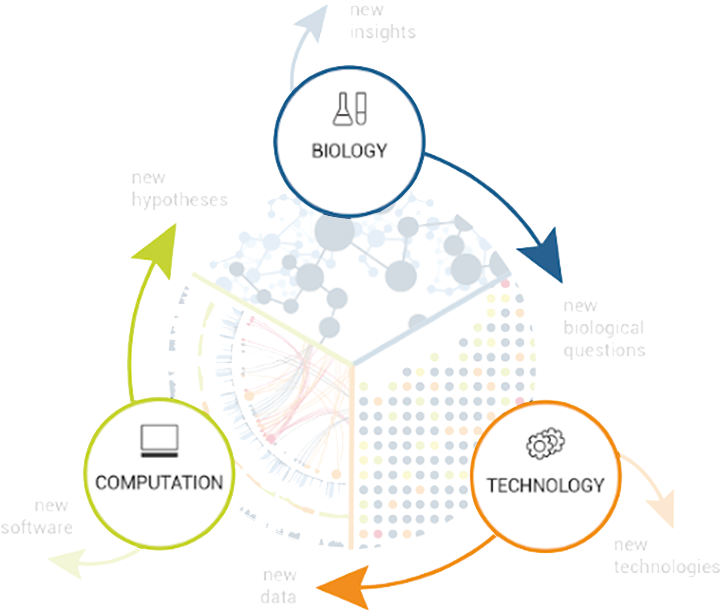 new
insights
BIOLOGY
new
hypotheses
new
biological
questions
COMPUTATION
TECHNOLOGY
new
software
new
technologies
new
data